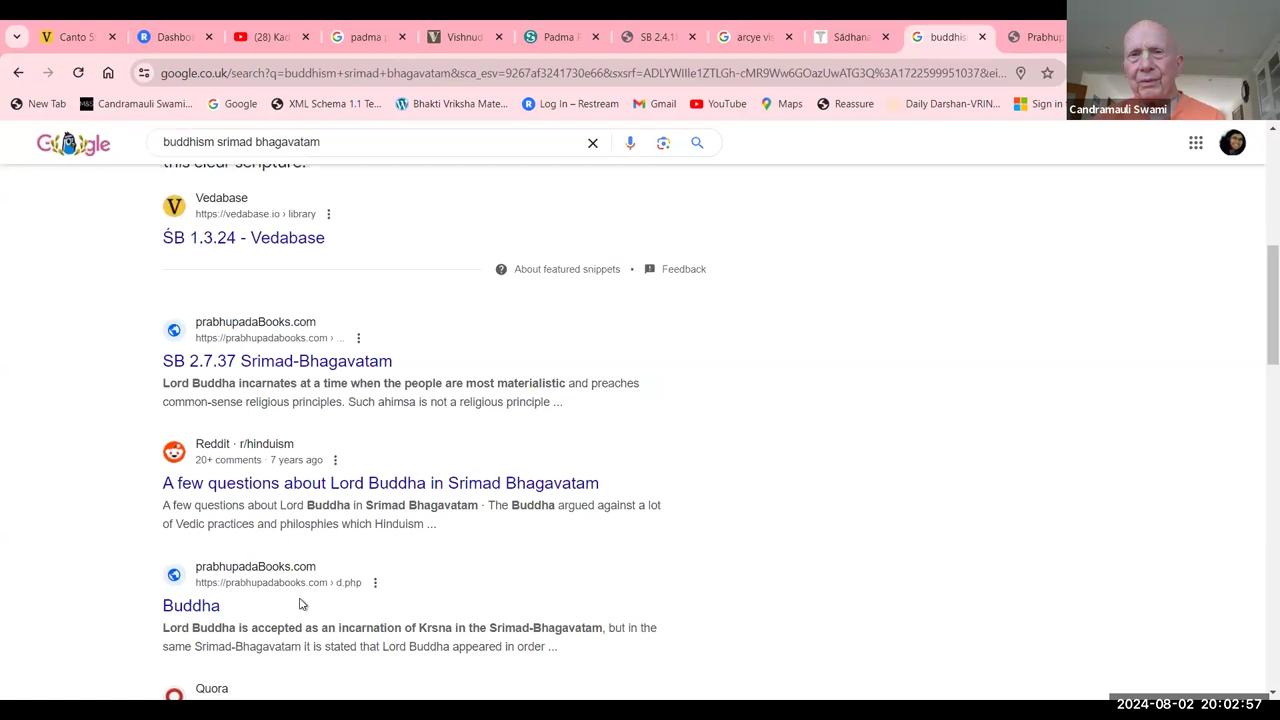 Canto 5:
Dashbo
(28) Kad
padma p
Vishnud
Padma P
SB 2.4.1
arcye vi
Sādhana
buddhis
Prabhup
google.co.uk/search?q=buddhism+srimad+bhagavatam&sca_esv=9267af3241730e66&sxsrf=ADLYWIIle1ZTLGh-cMR9Ww6GOazUwATG3Q%3A1722599951037&ei...
New Tab
Candramauli Swami...
Google
XML Schema 1.1 Te...
Bhakti Vriksha Mate...
Log In – Restream
Gmail
YouTube
Maps
Reassure
Daily Darshan-VRIN...
Sign in
Candramauli Swami
buddhism srimad bhagavatam
this clear scripture.
Vedabase
https://vedabase.io › library
ŚB 1.3.24 - Vedabase
About featured snippets • Feedback
prabhupadaBooks.com
https://prabhupadabooks.com › ...
SB 2.7.37 Srimad-Bhagavatam
Lord Buddha incarnates at a time when the people are most materialistic and preaches
common-sense religious principles. Such ahimsa is not a religious principle ...
Reddit · r/hinduism
20+ comments · 7 years ago
A few questions about Lord Buddha in Srimad Bhagavatam
A few questions about Lord Buddha in Srimad Bhagavatam · The Buddha argued against a lot
of Vedic practices and philosphies which Hinduism ...
prabhupadaBooks.com
https://prabhupadabooks.com › d.php
Buddha
Lord Buddha is accepted as an incarnation of Krsna in the Srimad-Bhagavatam, but in the
same Srimad-Bhagavatam it is stated that Lord Buddha appeared in order ...
Quora
2024-08-02 20:02:57